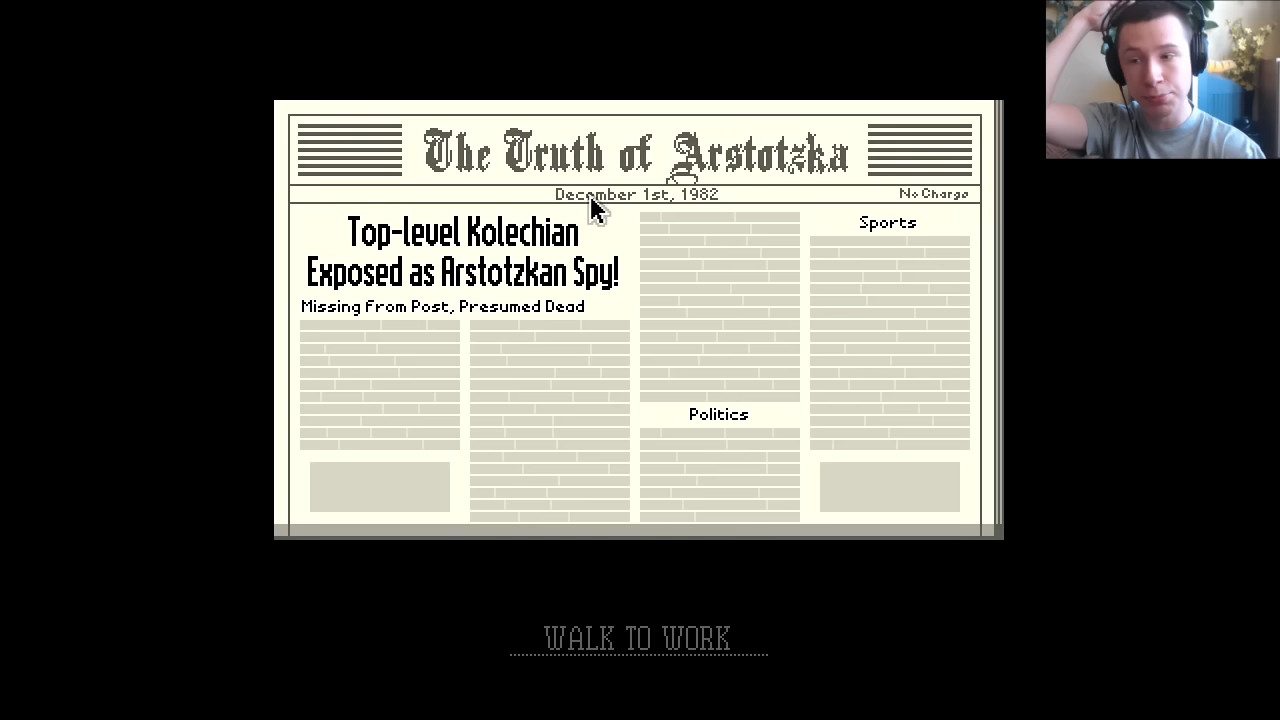 The Truth of Arstotzka
December 1st, 1982
No Charge
Top-level Kolechian
Exposed as Arstotzkan Spy!
Missing From Post, Presumed Dead
Politics
Sports
WALK TO WORK